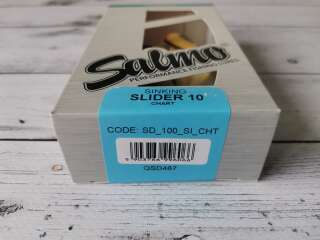 Salmo
PERFORMANCE FISHING LURES
SINKING
SLIDER 10
CHART
CODE: SD_100_SI_CHT
QSD467